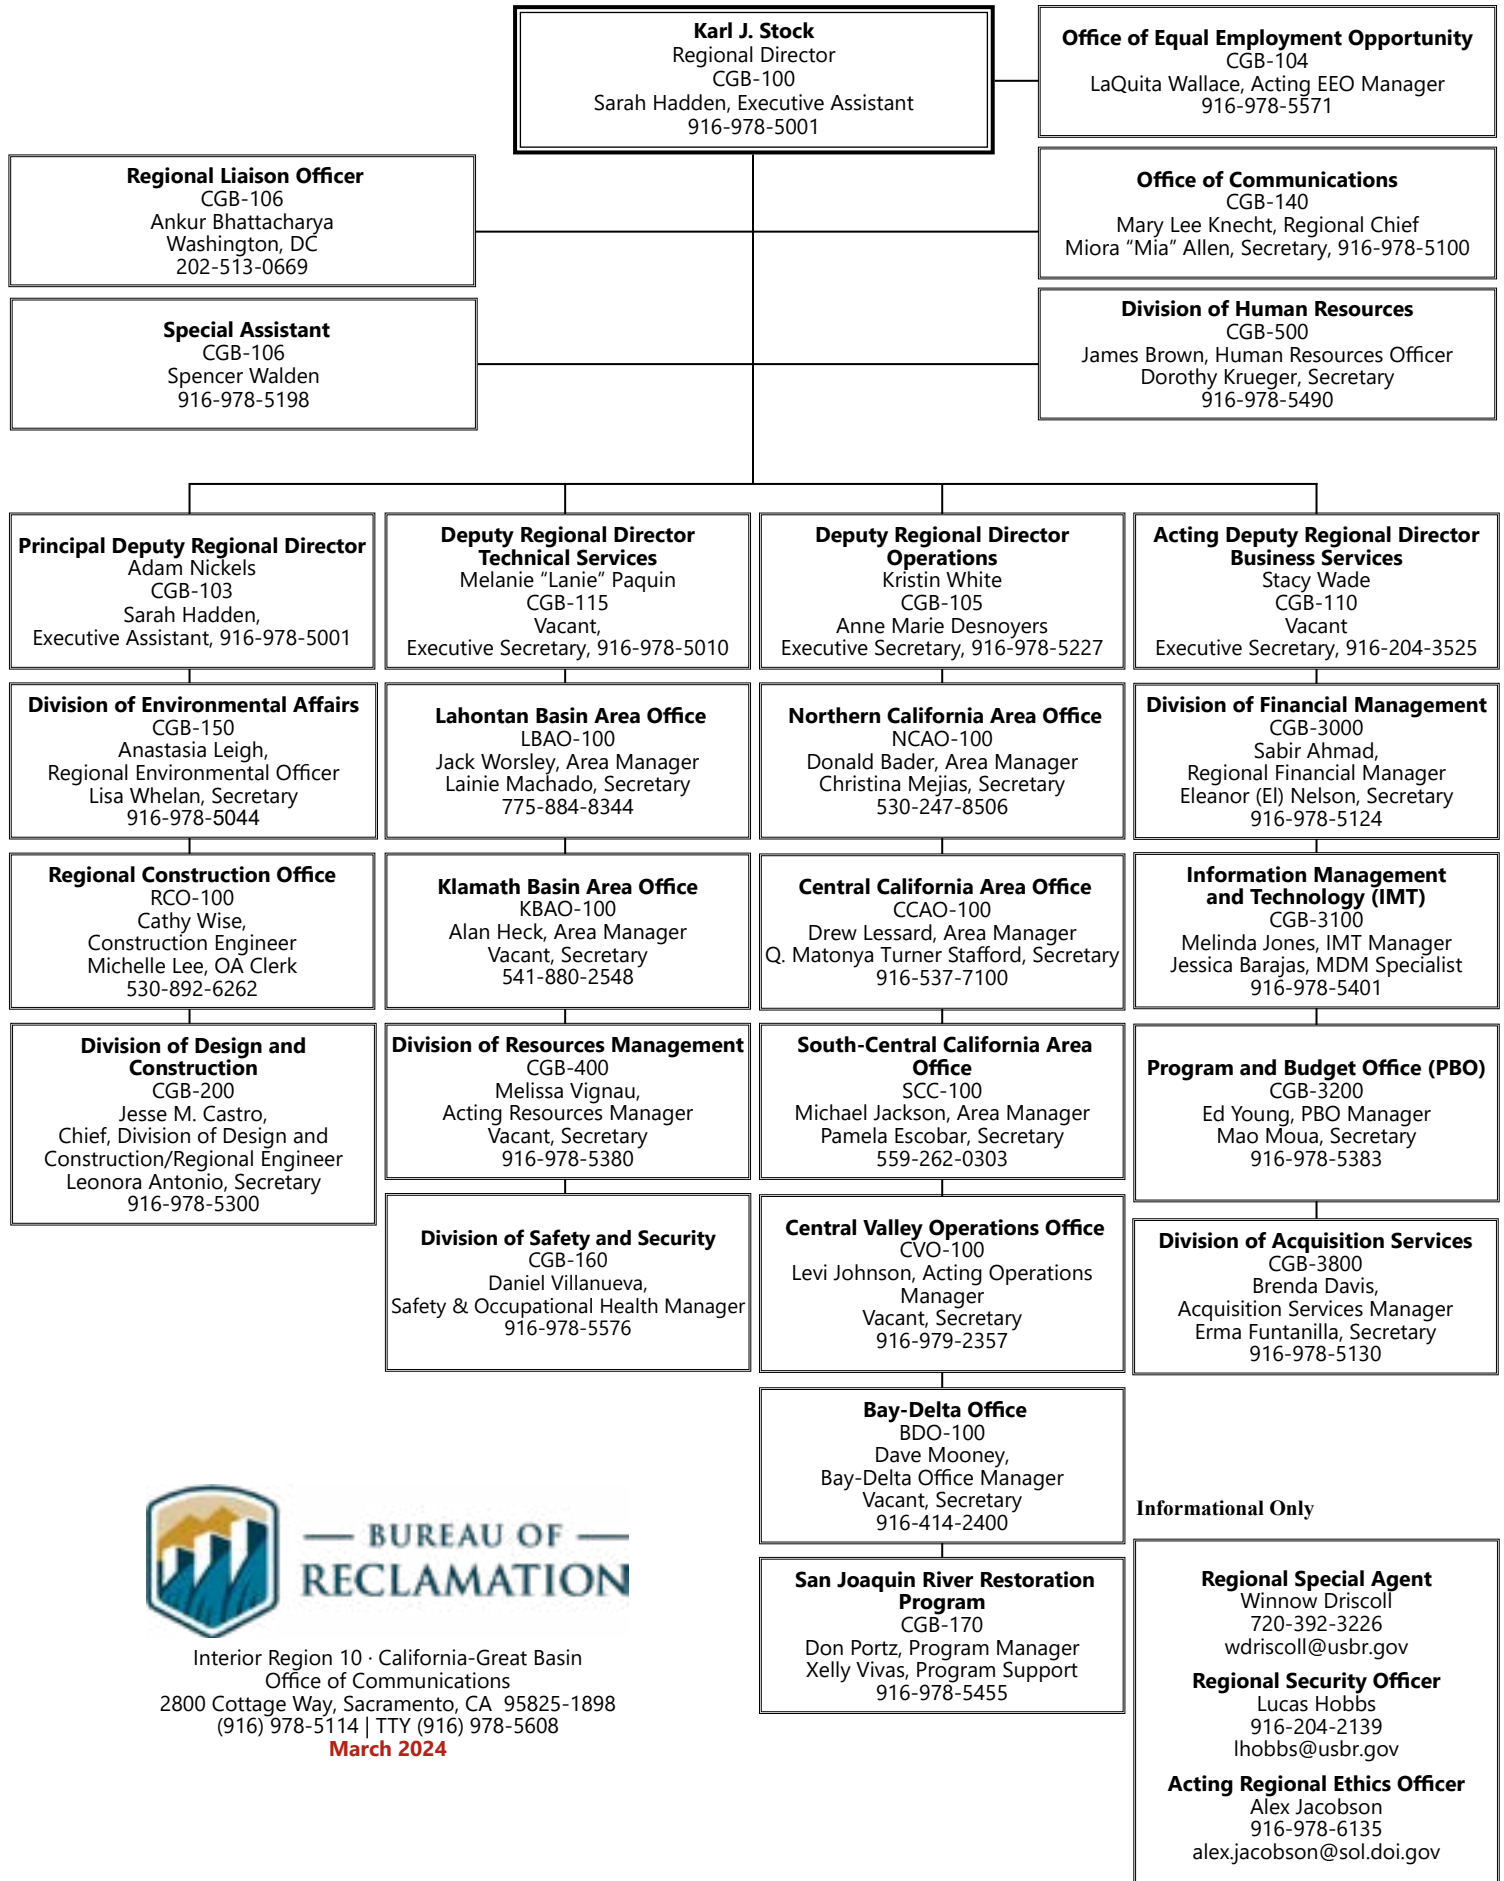 Karl J. Stock
Regional Director
CGB-100
Sarah Hadden, Executive Assistant
916-978-5001
Office of Equal Employment Opportunity
CGB-104
LaQuita Wallace, Acting EEO Manager
916-978-5571
Regional Liaison Officer
CGB-106
Ankur Bhattacharya
Washington, DC
202-513-0669
Office of Communications
CGB-140
Mary Lee Knecht, Regional Chief
Miora “Mia” Allen, Secretary, 916-978-5100
Special Assistant
CGB-106
Spencer Walden
916-978-5198
Division of Human Resources
CGB-500
James Brown, Human Resources Officer
Dorothy Krueger, Secretary
916-978-5490
Principal Deputy Regional Director
Adam Nickels
CGB-103
Sarah Hadden,
Executive Assistant, 916-978-5001
Division of Environmental Affairs
CGB-150
Anastasia Leigh,
Regional Environmental Officer
Lisa Whelan, Secretary
916-978-5044
Regional Construction Office
RCO-100
Cathy Wise,
Construction Engineer
Michelle Lee, OA Clerk
530-892-6262
Division of Design and
Construction
CGB-200
Jesse M. Castro,
Chief, Division of Design and
Construction/Regional Engineer
Leonora Antonio, Secretary
916-978-5300
Deputy Regional Director
Technical Services
Melanie “Lanie” Paquin
CGB-115
Vacant,
Executive Secretary, 916-978-5010
Lahontan Basin Area Office
LBAO-100
Jack Worsley, Area Manager
Lainie Machado, Secretary
775-884-8344
Klamath Basin Area Office
KBAO-100
Alan Heck, Area Manager
Vacant, Secretary
541-880-2548
Division of Resources Management
CGB-400
Melissa Vignau,
Acting Resources Manager
Vacant, Secretary
916-978-5380
Division of Safety and Security
CGB-160
Daniel Villanueva,
Safety & Occupational Health Manager
916-978-5576
Deputy Regional Director
Operations
Kristin White
CGB-105
Anne Marie Desnoyers
Executive Secretary, 916-978-5227
Northern California Area Office
NCAO-100
Donald Bader, Area Manager
Christina Mejias, Secretary
530-247-8506
Central California Area Office
CCAO-100
Drew Lessard, Area Manager
Q. Matonya Turner Stafford, Secretary
916-537-7100
South-Central California Area
Office
SCC-100
Michael Jackson, Area Manager
Pamela Escobar, Secretary
559-262-0303
Central Valley Operations Office
CVO-100
Levi Johnson, Acting Operations
Manager
Vacant, Secretary
916-979-2357
Bay-Delta Office
BDO-100
Dave Mooney,
Bay-Delta Office Manager
Vacant, Secretary
916-414-2400
San Joaquin River Restoration
Program
CGB-170
Don Portz, Program Manager
Xelly Vivas, Program Support
916-978-5455
Acting Deputy Regional Director
Business Services
Stacy Wade
CGB-110
Vacant
Executive Secretary, 916-204-3525
Division of Financial Management
CGB-3000
Sabir Ahmad,
Regional Financial Manager
Eleanor (El) Nelson, Secretary
916-978-5124
Information Management
and Technology (IMT)
CGB-3100
Melinda Jones, IMT Manager
Jessica Barajas, MDM Specialist
916-978-5401
Program and Budget Office (PBO)
CGB-3200
Ed Young, PBO Manager
Mao Moua, Secretary
916-978-5383
Division of Acquisition Services
CGB-3800
Brenda Davis,
Acquisition Services Manager
Erma Funtanilla, Secretary
916-978-5130
Informational Only
Regional Special Agent
Winnow Driscoll
720-392-3226
wdriscoll@usbr.gov
Regional Security Officer
Lucas Hobbs
916-204-2139
lhobbs@usbr.gov
Acting Regional Ethics Officer
Alex Jacobson
916-978-6135
alex.jacobson@sol.doi.gov
BUREAU OF
RECLAMATION
Interior Region 10 · California-Great Basin
Office of Communications
2800 Cottage Way, Sacramento, CA 95825-1898
(916) 978-5114 | TTY (916) 978-5608
March 2024